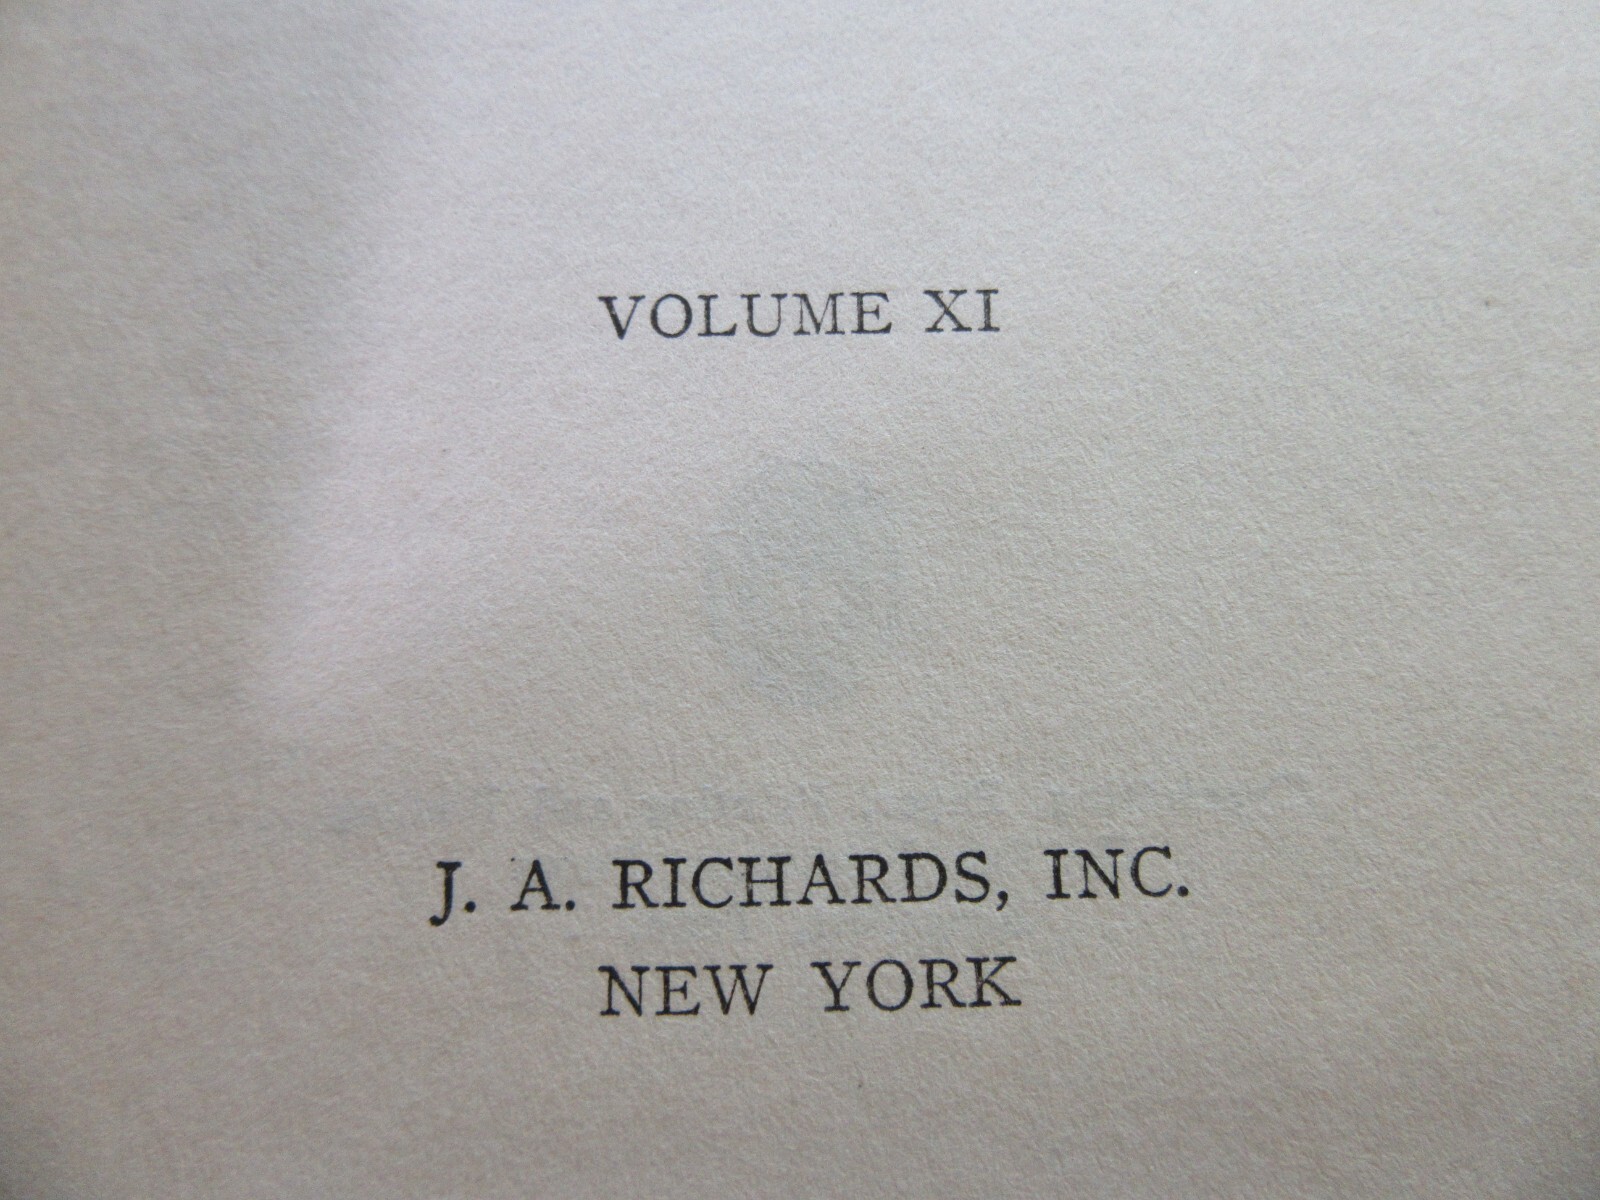 VOLUME XI
J. A. RICHARDS, INC.
NEW YORK